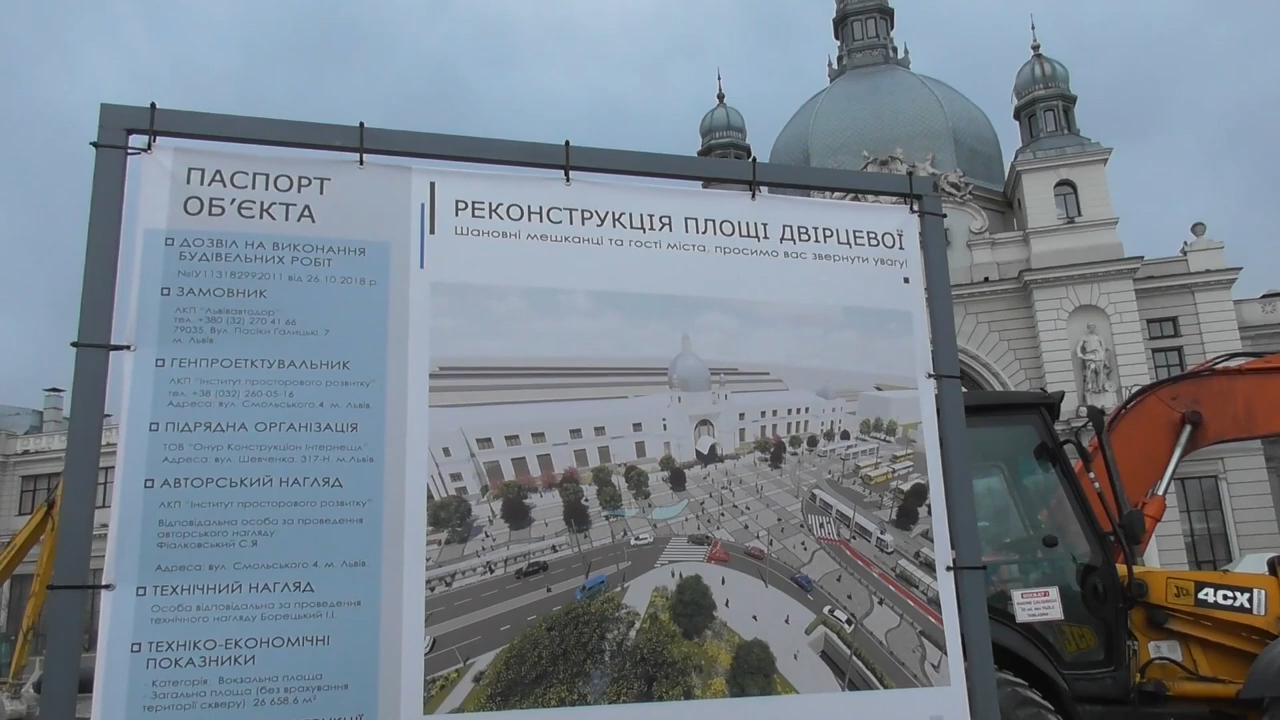 ПАСПОРТ
ОБ'ЄКТА
ДОЗВІЛ НА ВИКОНАННЯ
БУДІВЕЛЬНИХ РОБІТ
№ІУ113182992011 від 26.10.2018 р.
ЗАМОВНИК
ЛКП "Львівавтодор"
тел. +380 (32) 270 41 66
79035, Вул. Пасіки Галицькі 7
м. Львів
ГЕНПРОЕТКТУВАЛЬНИК
ЛКП "Інститут просторового розвитку"
тел. +38 (032) 260-05-16
Адреса: вул. Смольського,4, м. Львів.
ПІДРЯДНА ОРГАНІЗАЦІЯ
ТОВ "Онур Конструкціон Інтернешл"
Адреса: вул. Шевченка, 317-Н, м.Львів
АВТОРСЬКИЙ НАГЛЯД
ЛКП "Інститут просторового розвитку"
Відповідальна особа за проведення
авторського нагляду
Фіалковський С.Я
Адреса: вул. Смольського 4, м. Львів.
ТЕХНІЧНИЙ НАГЛЯД
Особа відповідальна за проведення
технічного нагляду Борецький І.Є.
ТЕХНІКО-ЕКОНОМІЧНІ
ПОКАЗНИКИ
- Категорія: Вокзальна площа
- Загальна площа (без врахування
території скверу) 26 658,6 м²
РЕКОНСТРУКЦІЯ ПЛОЩІ ДВІРЦЕВОЇ
Шановні мешканці та гості міста, просимо вас звернути увагу!
JCB
4CX
JCB